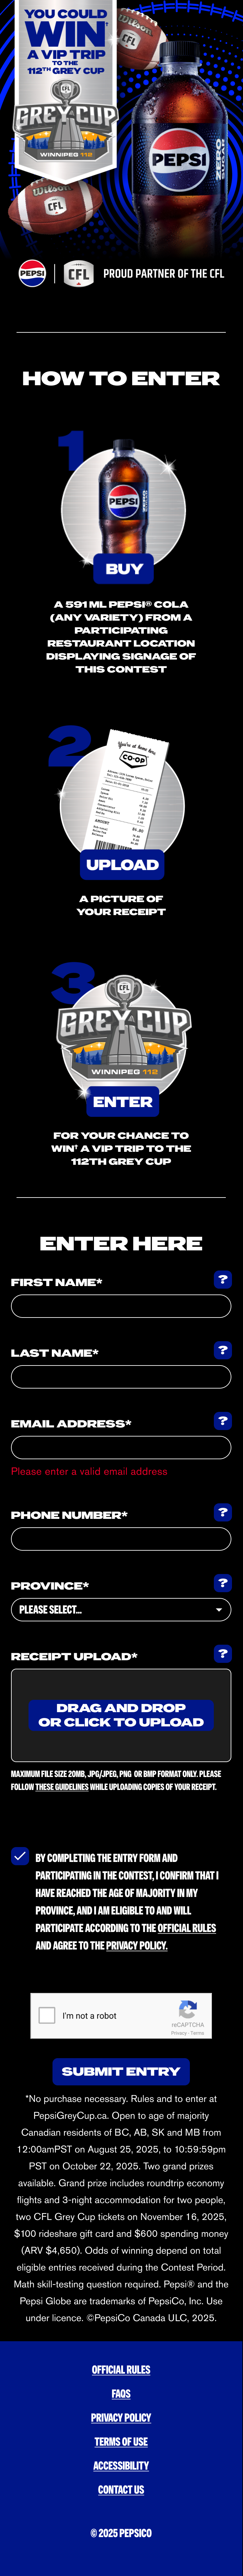 YOU COULD
WIN†
A VIP TRIP
TO THE
112TH GREY CUP
CFL
GREY CUP
WINNIPEG 112
Wilson
PEPSI
ZERO SUGAR
Wilson
CFL
PEPSI
CFL
PROUD PARTNER OF THE CFL
HOW TO ENTER
1
PEPSI
BUY
A 591 ML PEPSI® COLA
(ANY VARIETY) FROM A
PARTICIPATING
RESTAURANT LOCATION
DISPLAYING SIGNAGE OF
THIS CONTEST
2
You're at home here.
CO-OP
AMOUNT
UPLOAD
A PICTURE OF
YOUR RECEIPT
3
CFL
GREY CUP
WINNIPEG 112
ENTER
FOR YOUR CHANCE TO
WIN† A VIP TRIP TO THE
112TH GREY CUP
ENTER HERE
FIRST NAME* ?
LAST NAME* ?
EMAIL ADDRESS* ?
Please enter a valid email address
PHONE NUMBER* ?
PROVINCE* ?
PLEASE SELECT...
RECEIPT UPLOAD* ?
DRAG AND DROP
OR CLICK TO UPLOAD
MAXIMUM FILE SIZE 20MB, JPG/JPEG, PNG OR BMP FORMAT ONLY. PLEASE
FOLLOW THESE GUIDELINES WHILE UPLOADING COPIES OF YOUR RECEIPT.
BY COMPLETING THE ENTRY FORM AND
PARTICIPATING IN THE CONTEST, I CONFIRM THAT I
HAVE REACHED THE AGE OF MAJORITY IN MY
PROVINCE, AND I AM ELIGIBLE TO AND WILL
PARTICIPATE ACCORDING TO THE OFFICIAL RULES
AND AGREE TO THE PRIVACY POLICY.
I'm not a robot
reCAPTCHA
Privacy - Terms
SUBMIT ENTRY
*No purchase necessary. Rules and to enter at
PepsiGreyCup.ca. Open to age of majority
Canadian residents of BC, AB, SK and MB from
12:00amPST on August 25, 2025, to 10:59:59pm
PST on October 22, 2025. Two grand prizes
available. Grand prize includes roundtrip economy
flights and 3-night accommodation for two people,
two CFL Grey Cup tickets on November 16, 2025,
$100 rideshare gift card and $600 spending money
(ARV $4,650). Odds of winning depend on total
eligible entries received during the Contest Period.
Math skill-testing question required. Pepsi® and the
Pepsi Globe are trademarks of PepsiCo, Inc. Use
under licence. ©PepsiCo Canada ULC, 2025.
OFFICIAL RULES
FAQS
PRIVACY POLICY
TERMS OF USE
ACCESSIBILITY
CONTACT US
© 2025 PEPSICO